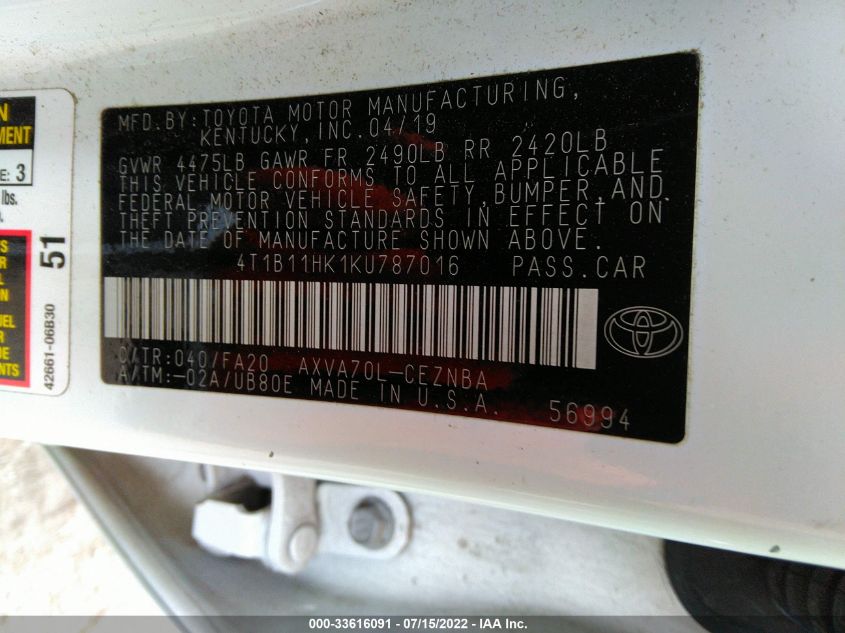 MFD.BY:TOYOTA MOTOR MANUFACTURING,
KENTUCKY,INC.04/19
GVWR 4475LB GAWR FR 2490LB RR 2420LB
THIS VEHICLE CONFORMS TO ALL APPLICABLE
FEDERAL MOTOR VEHICLE SAFETY,BUMPER,AND
THEFT PREVENTION STANDARDS IN EFFECT ON
THE DATE OF MANUFACTURE SHOWN ABOVE.
4T1B11HK1KU787016 PASS.CAR
C/TR:040/FA20 AXVA70L-CEZNBA
A/TM:-02A/UB80E MADE IN U.S.A.
56994
E: 3
lbs.
51
42661-06B30
000-33616091 - 07/15/2022 - IAA Inc.